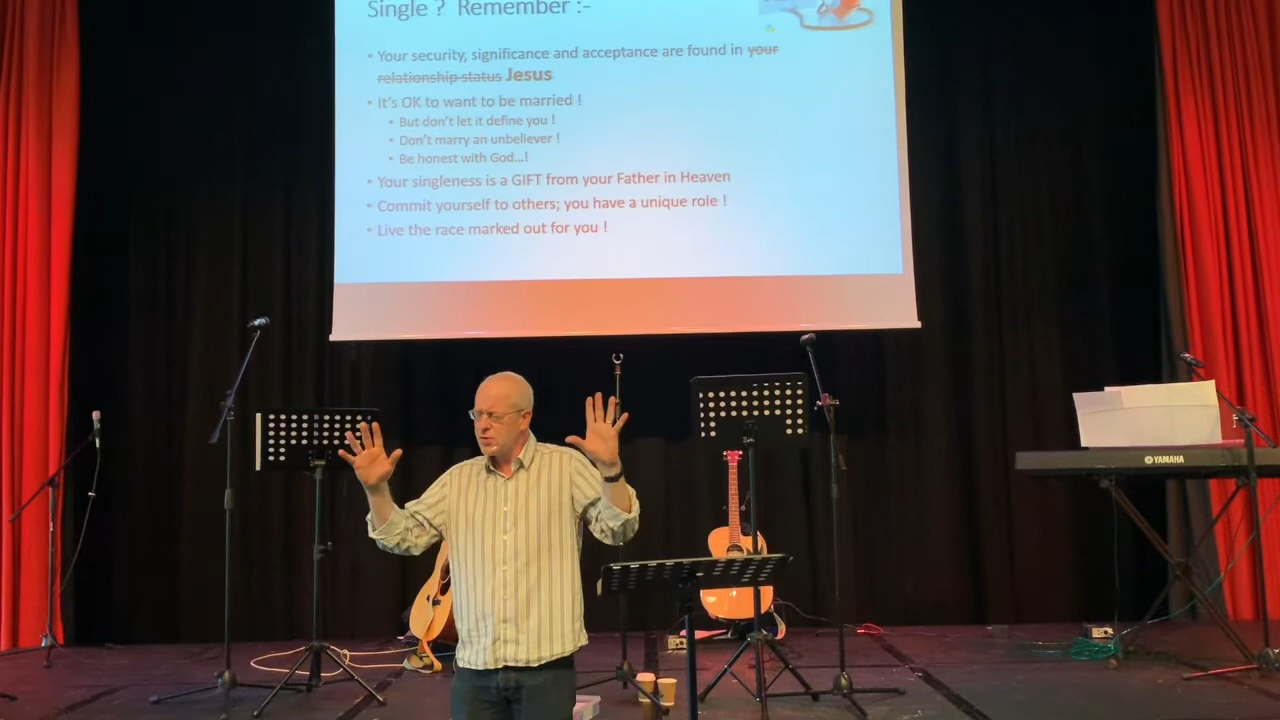 Single ? Remember :-
• Your security, significance and acceptance are found in your
relationship status Jesus
• It's OK to want to be married !
• But don't let it define you !
• Don't marry an unbeliever !
• Be honest with God...!
• Your singleness is a GIFT from your Father in Heaven
• Commit yourself to others; you have a unique role !
• Live the race marked out for you !
YAMAHA